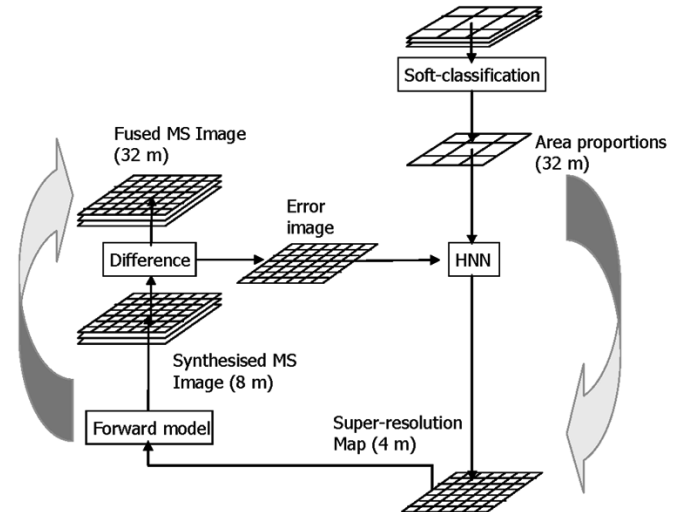 Soft-classification
Fused MS Image
(32 m)
Area proportions
(32 m)
Error
image
Difference
HNN
Synthesised MS
Image (8 m)
Super-resolution
Map (4 m)
Forward model